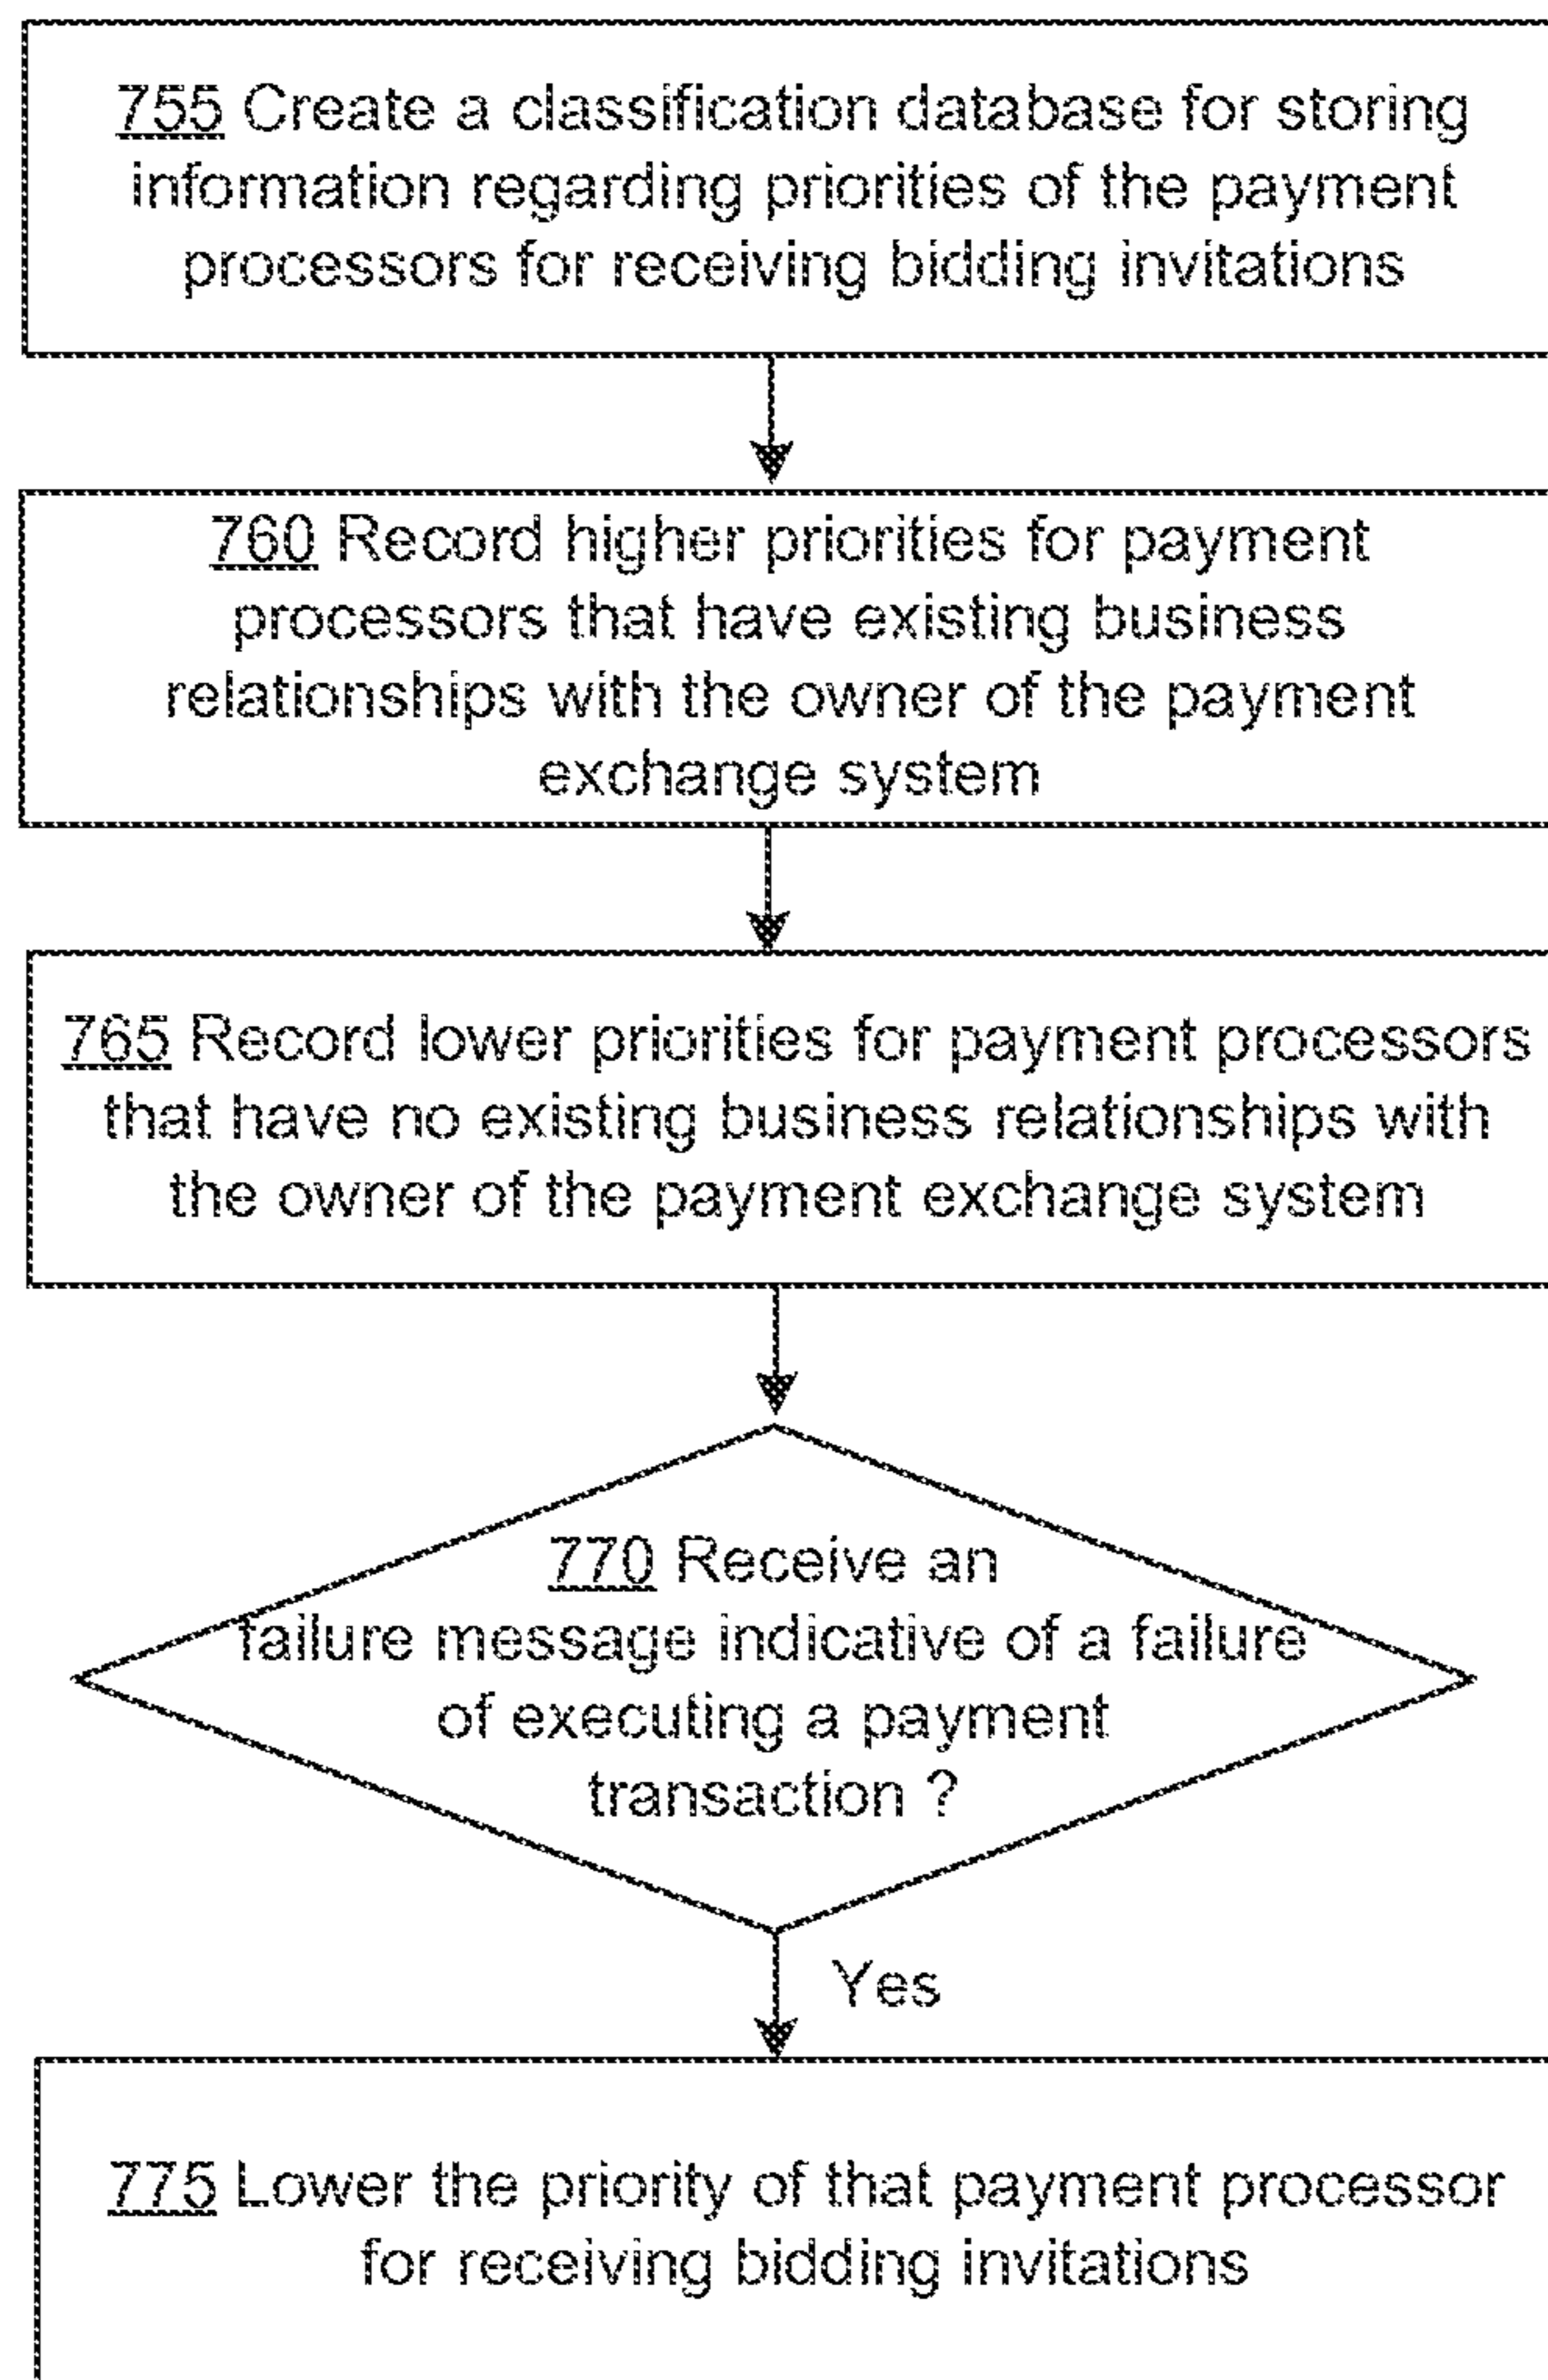 755 Create a classification database for storing
information regarding priorities of the payment
processors for receiving bidding invitations
760 Record higher priorities for payment
processors that have existing business
relationships with the owner of the payment
exchange system
765 Record lower priorities for payment processors
that have no existing business relationships with
the owner of the payment exchange system
770 Receive an
failure message indicative of a failure
of executing a payment
transaction ?
Yes
775 Lower the priority of that payment processor
for receiving bidding invitations